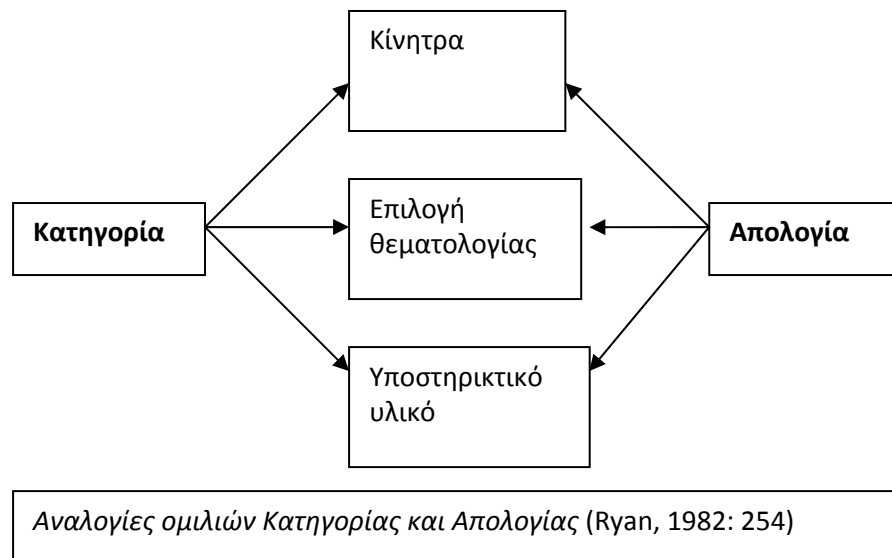 Κίνητρα
Κατηγορία
Επιλογή
θεματολογίας
Απολογία
Υποστηρικτικό
υλικό
Αναλογίες ομιλιών Κατηγορίας και Απολογίας (Ryan, 1982: 254)